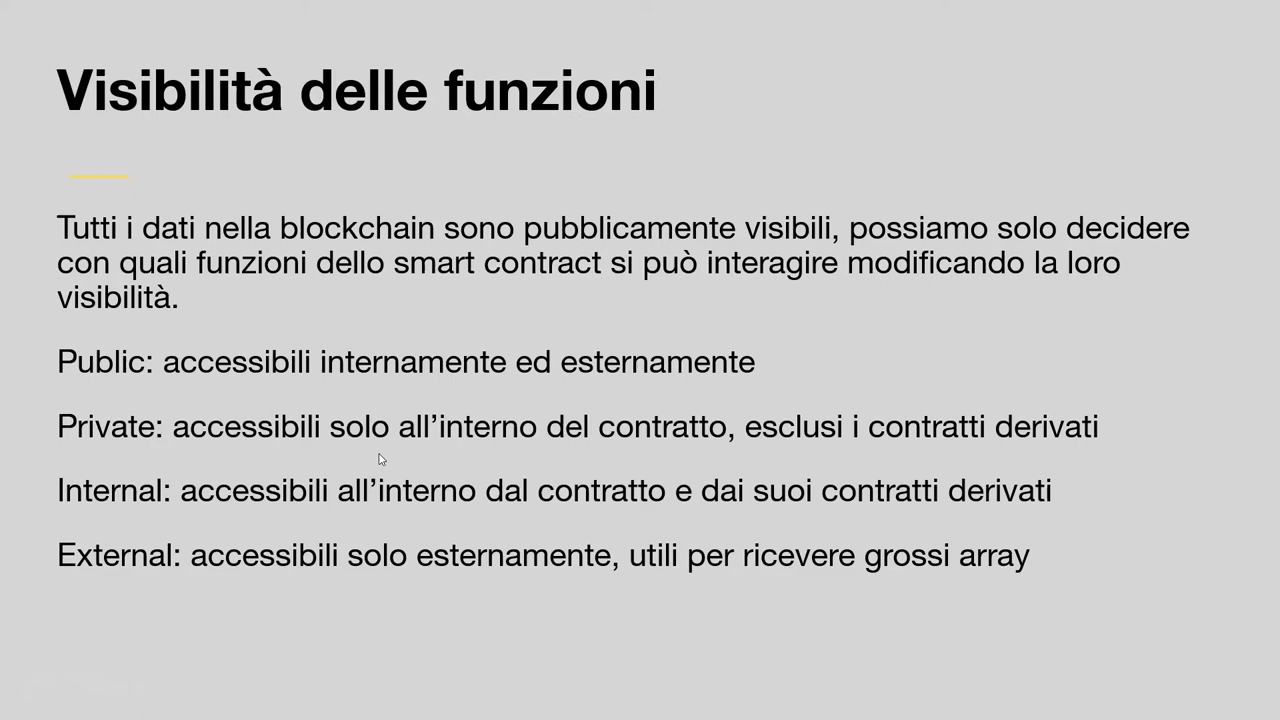 Visibilità delle funzioni
Tutti i dati nella blockchain sono pubblicamente visibili, possiamo solo decidere
con quali funzioni dello smart contract si può interagire modificando la loro
visibilità.
Public: accessibili internamente ed esternamente
Private: accessibili solo all’interno del contratto, esclusi i contratti derivati
Internal: accessibili all’interno dal contratto e dai suoi contratti derivati
External: accessibili solo esternamente, utili per ricevere grossi array